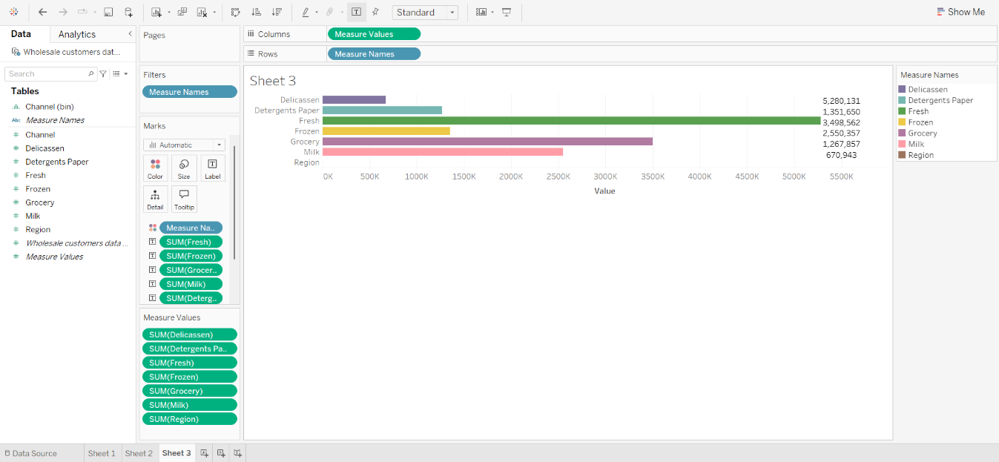 Standard
Show Me
Data
Analytics
Wholesale customers dat...
Search
Tables
Channel (bin)
Abc Measure Names
Channel
Delicassen
Detergents Paper
Fresh
Frozen
Grocery
Milk
Region
Wholesale customers data ...
Measure Values
Pages
Filters
Measure Names
Marks
Automatic
Color Size Label
Detail Tooltip
Measure Na..
SUM(Fresh)
SUM(Frozen)
SUM(Grocer..
SUM(Milk)
SUM(Deterg..
Measure Values
SUM(Delicassen)
SUM(Detergents Pa..
SUM(Fresh)
SUM(Frozen)
SUM(Grocery)
SUM(Milk)
SUM(Region)
Columns Measure Values
Rows Measure Names
Sheet 3
Delicassen 5,280,131
Detergents Paper 1,351,650
Fresh 3,498,562
Frozen 2,550,357
Grocery 1,267,857
Milk 670,943
Region
0K 500K 1000K 1500K 2000K 2500K 3000K 3500K 4000K 4500K 5000K 5500K
Value
Measure Names
Delicassen
Detergents Paper
Fresh
Frozen
Grocery
Milk
Region
Data Source Sheet 1 Sheet 2 Sheet 3